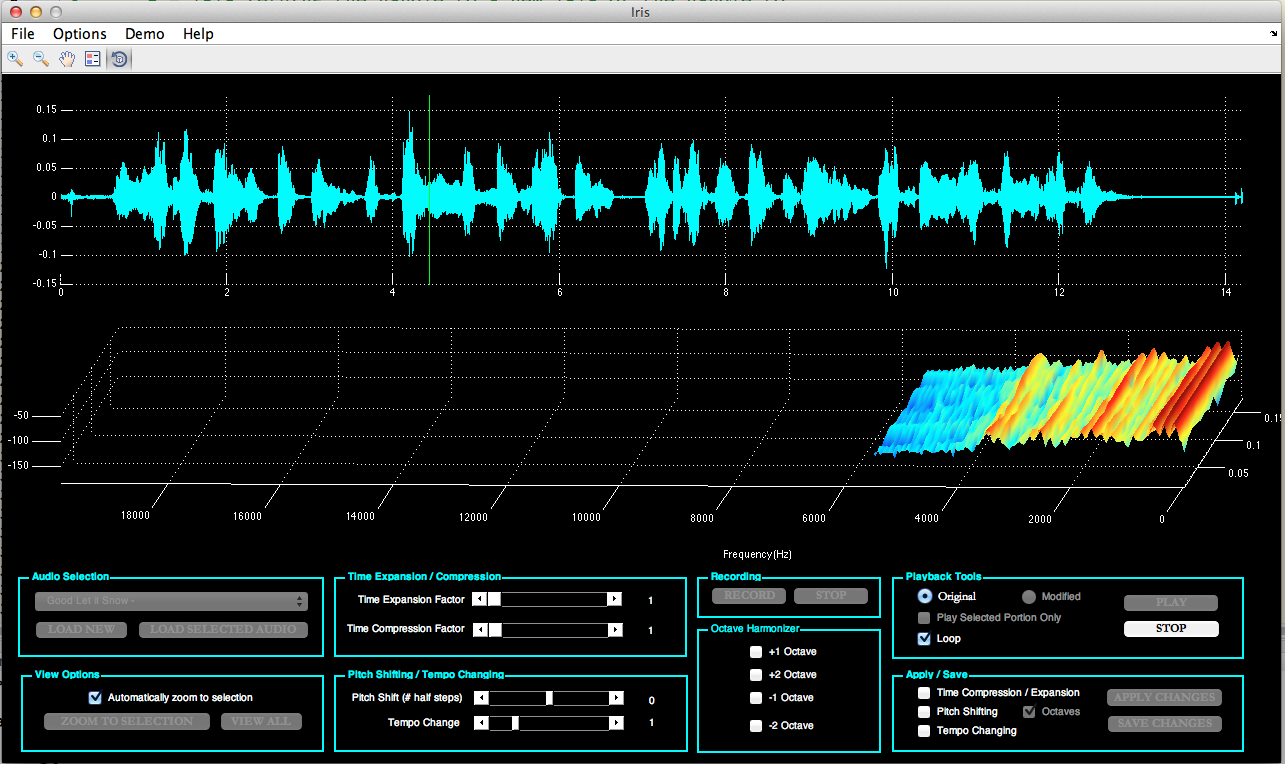 Iris
File Options Demo Help
0.15
0.1
0.05
0
-0.05
-0.1
-0.15
0 2 4 6 8 10 12 14
-50
-100
-150
0.15
0.1
0.05
18000 16000 14000 12000 10000 8000 6000 4000 2000 0
Frequency(Hz)
Audio Selection
Good Let it Snow -
LOAD NEW LOAD SELECTED AUDIO
View Options
Automatically zoom to selection
ZOOM TO SELECTION VIEW ALL
Time Expansion / Compression
Time Expansion Factor 1
Time Compression Factor 1
Pitch Shifting / Tempo Changing
Pitch Shift (# half steps) 0
Tempo Change 1
Recording
RECORD STOP
Octave Harmonizer
+1 Octave
+2 Octave
-1 Octave
-2 Octave
Playback Tools
Original Modified PLAY
Play Selected Portion Only
STOP
Loop
Apply / Save
Time Compression / Expansion APPLY CHANGES
Pitch Shifting Octaves
SAVE CHANGES
Tempo Changing